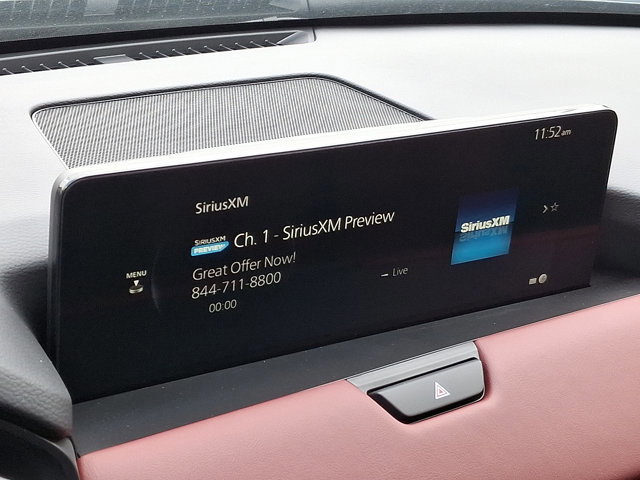 11:52am
SiriusXM
SIRIUSXM
PREVIEW
Ch. 1 - SiriusXM Preview
SiriusXM
MENU
Great Offer Now!
844-711-8800
Live
00:00